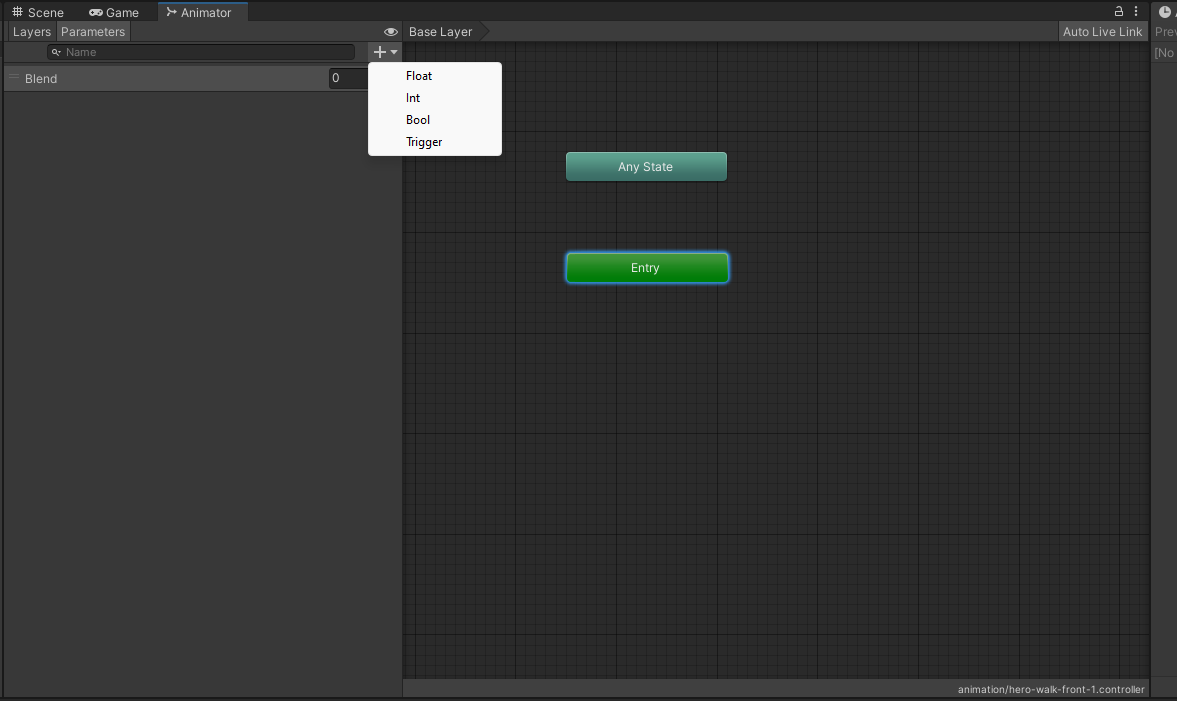 Scene Game Animator
Layers Parameters Base Layer Auto Live Link Prev
Name [No
Blend 0
Float
Int
Bool
Trigger
Any State
Entry
animation/hero-walk-front-1.controller